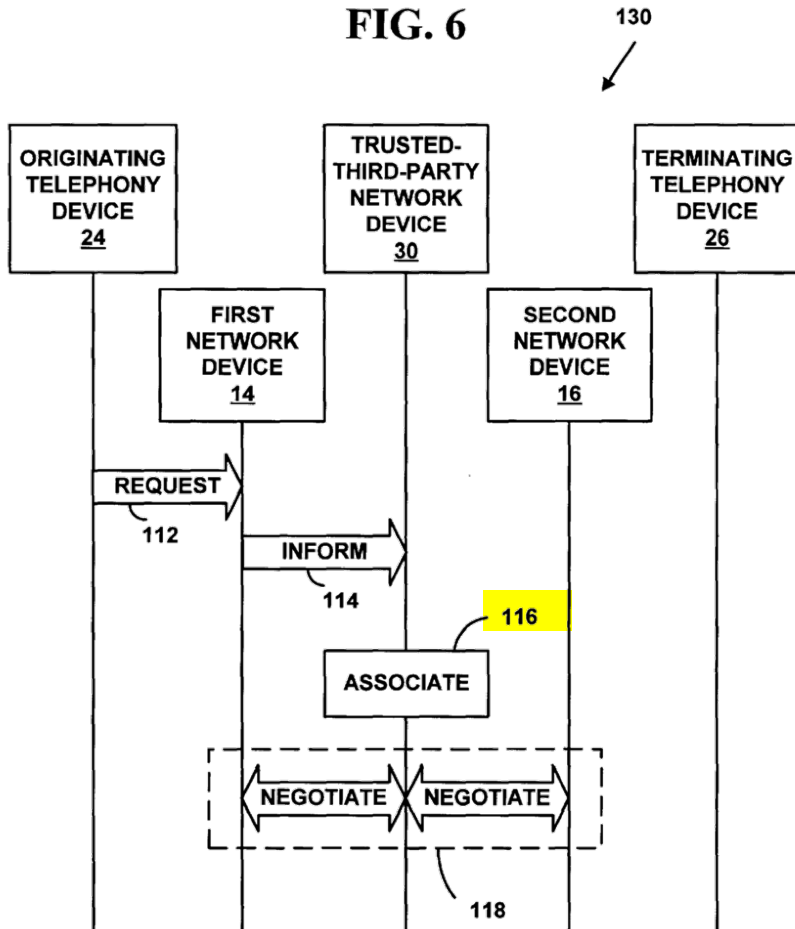 FIG. 6
130
ORIGINATING
TELEPHONY
DEVICE
24
TRUSTED-
THIRD-PARTY
NETWORK
DEVICE
30
TERMINATING
TELEPHONY
DEVICE
26
FIRST
NETWORK
DEVICE
14
SECOND
NETWORK
DEVICE
16
REQUEST
112
INFORM
114
116
ASSOCIATE
NEGOTIATE
NEGOTIATE
118